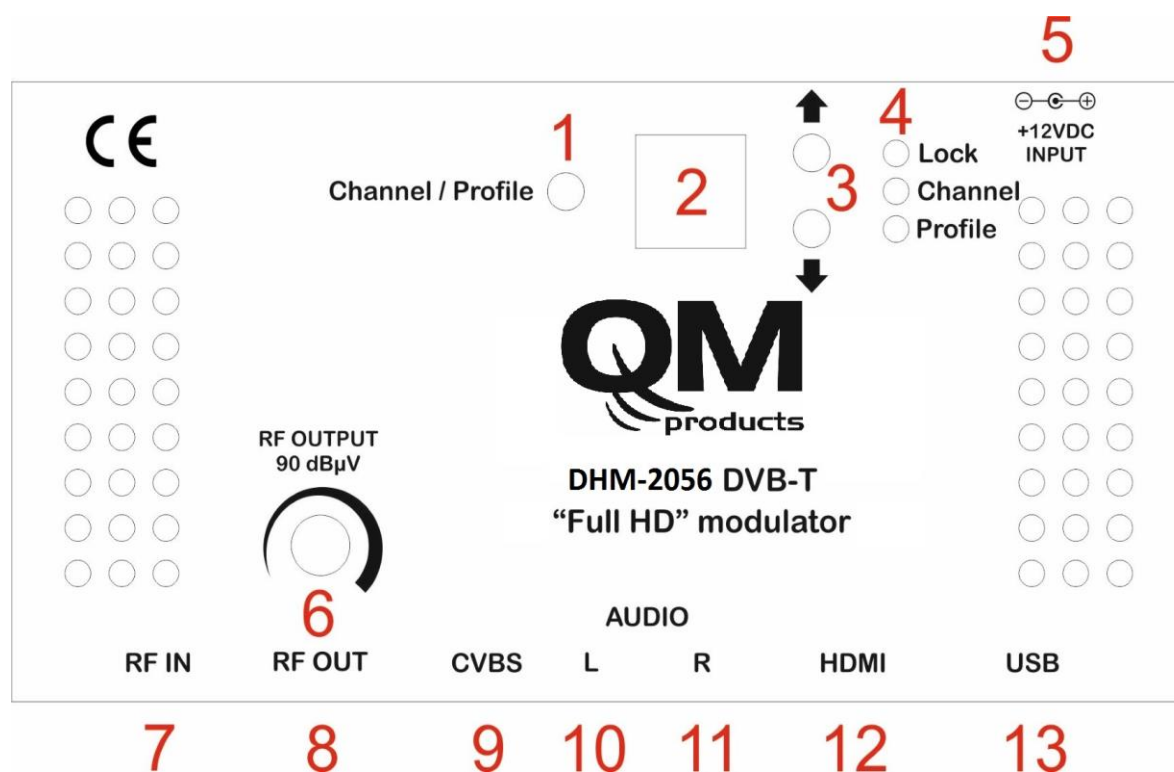 5
CE
+12VDC
INPUT
1
2
3
4
Lock
Channel / Profile
Channel
Profile
QM
products
RF OUTPUT
90 dBµV
DHM-2056 DVB-T
“Full HD” modulator
6
AUDIO
RF IN RF OUT CVBS L R HDMI USB
7 8 9 10 11 12 13